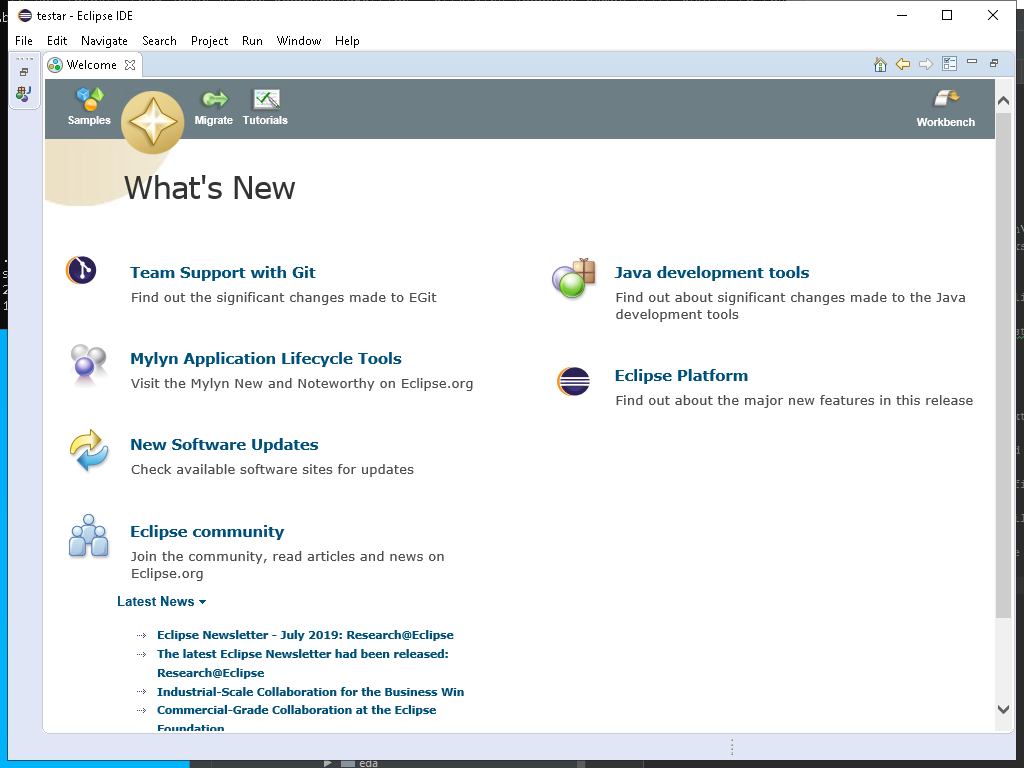 testar - Eclipse IDE
File Edit Navigate Search Project Run Window Help
Welcome
Samples Migrate Tutorials Workbench
What's New
Team Support with Git
Find out the significant changes made to EGit
Java development tools
Find out about significant changes made to the Java
development tools
Mylyn Application Lifecycle Tools
Visit the Mylyn New and Noteworthy on Eclipse.org
Eclipse Platform
Find out about the major new features in this release
New Software Updates
Check available software sites for updates
Eclipse community
Join the community, read articles and news on
Eclipse.org
Latest News
Eclipse Newsletter - July 2019: Research@Eclipse
The latest Eclipse Newsletter had been released:
Research@Eclipse
Industrial-Scale Collaboration for the Business Win
Commercial-Grade Collaboration at the Eclipse
Foundation
eda